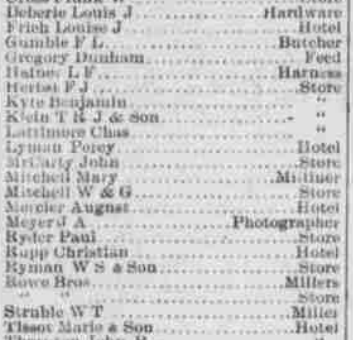 Deberle Louis J Hardware
Frich Louise J Hotel
Gumble F L Butcher
Gregory Dunham Feed
Haines L F Harness
Herbst F J Store
Kyte Benjamin "
Klein T R J & Son "
Lattimore Chas "
Lyman Porey Hotel
McCarty John Store
Mitchell Mary Milliner
Mitchell W & G Store
Mercier August Hotel
Meyer J A Photographer
Ryder Paul Store
Rupp Christian Hotel
Ryman W S & Son Store
Rowe Bros Millers
" " Store
Struble W T Miller
Tissot Marie & Son Hotel